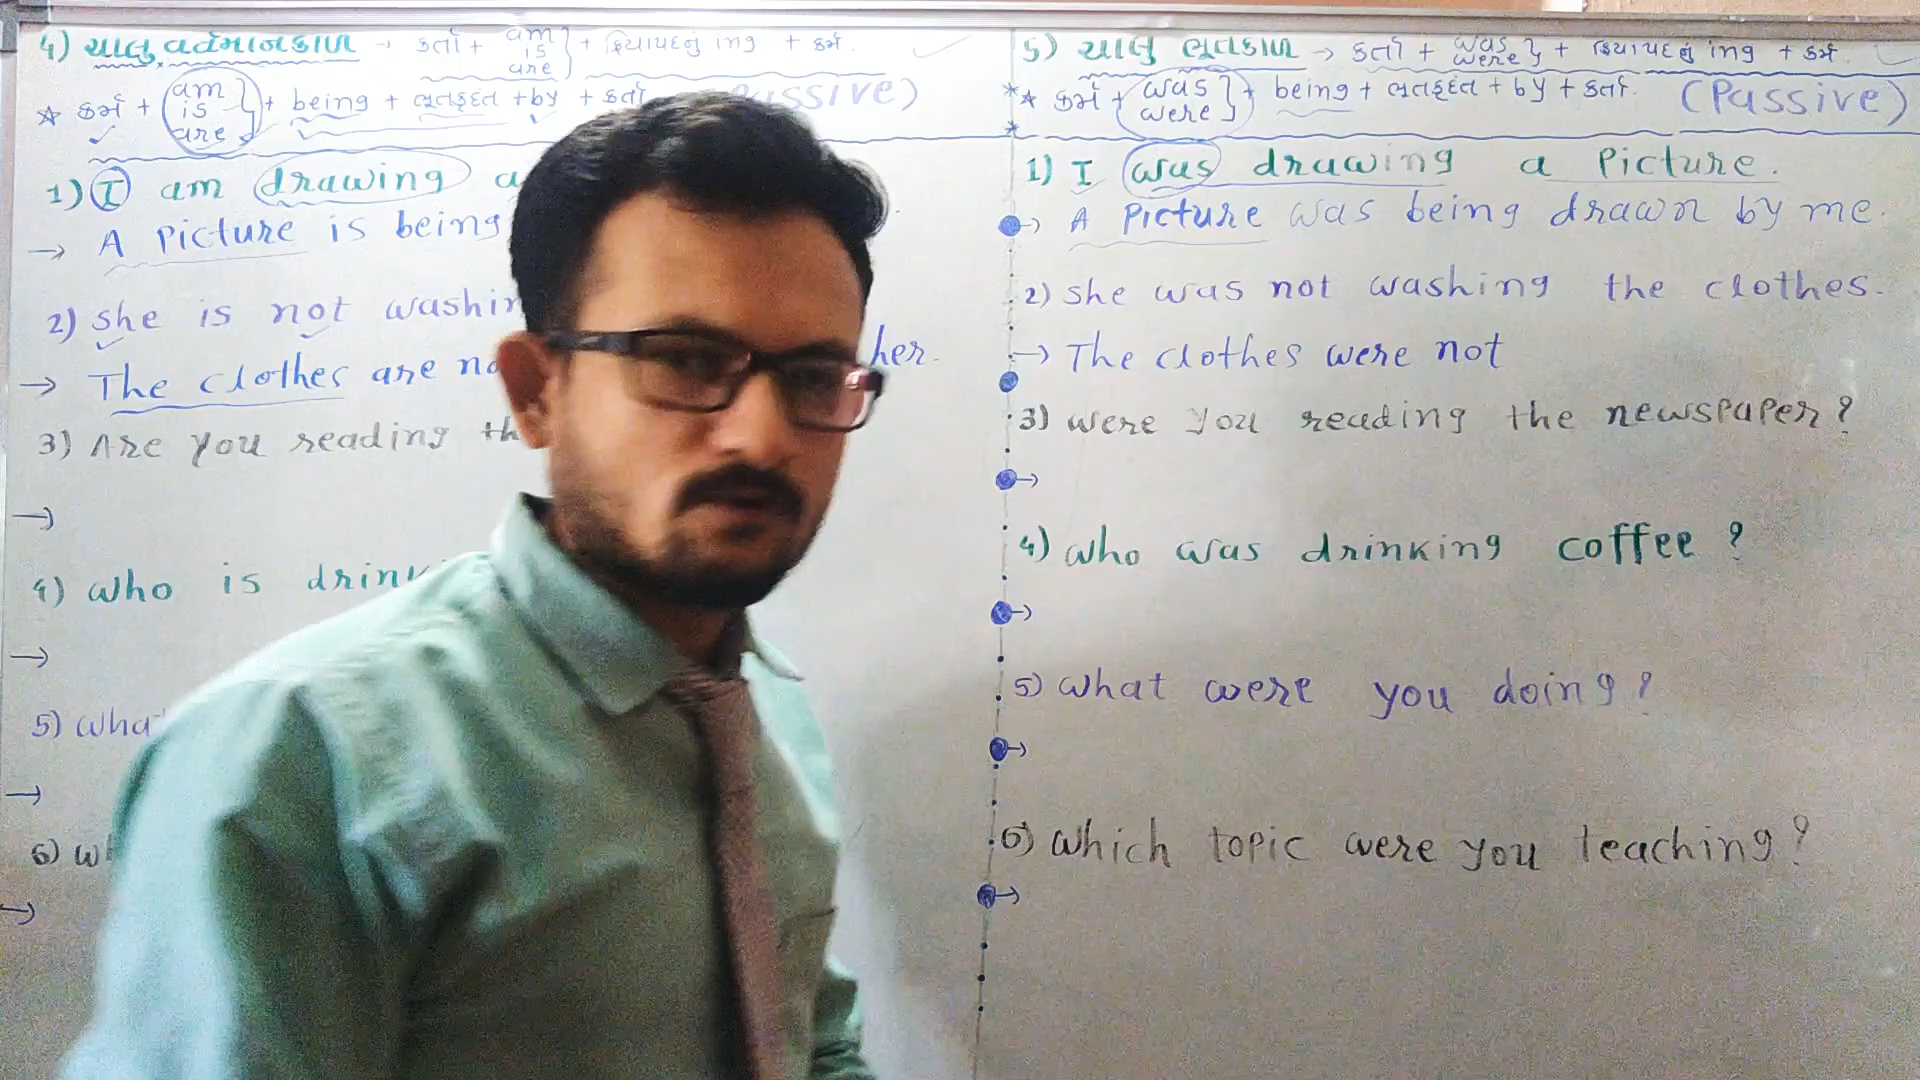 4) ચાલુ વર્તમાનકાળ → કર્તા + am is are } + ક્રિયાપદનું ing + કર્મ.
★ કર્મ + ( am is are } + being + ભૂતકૃદંત + by + કર્તા
1) I am drawing a
→ A Picture is being
2) She is not washin
→ The clothes are no her.
3) Are you reading th
→
4) who is drink
→
5) what
→
6) wh
→
5) ચાલુ ભૂતકાળ → કર્તા + was were } + ક્રિયાપદનું ing + કર્મ.
★ કર્મ + ( was were } + being + ભૂતકૃદંત + by + કર્તા. (Passive)
1) I was drawing a Picture.
→ A Picture was being drawn by me.
2) She was not washing the clothes.
→ The clothes were not
3) were you reading the newspaper?
→
4) who was drinking coffee?
→
5) what were you doing?
→
6) which topic were you teaching?
→